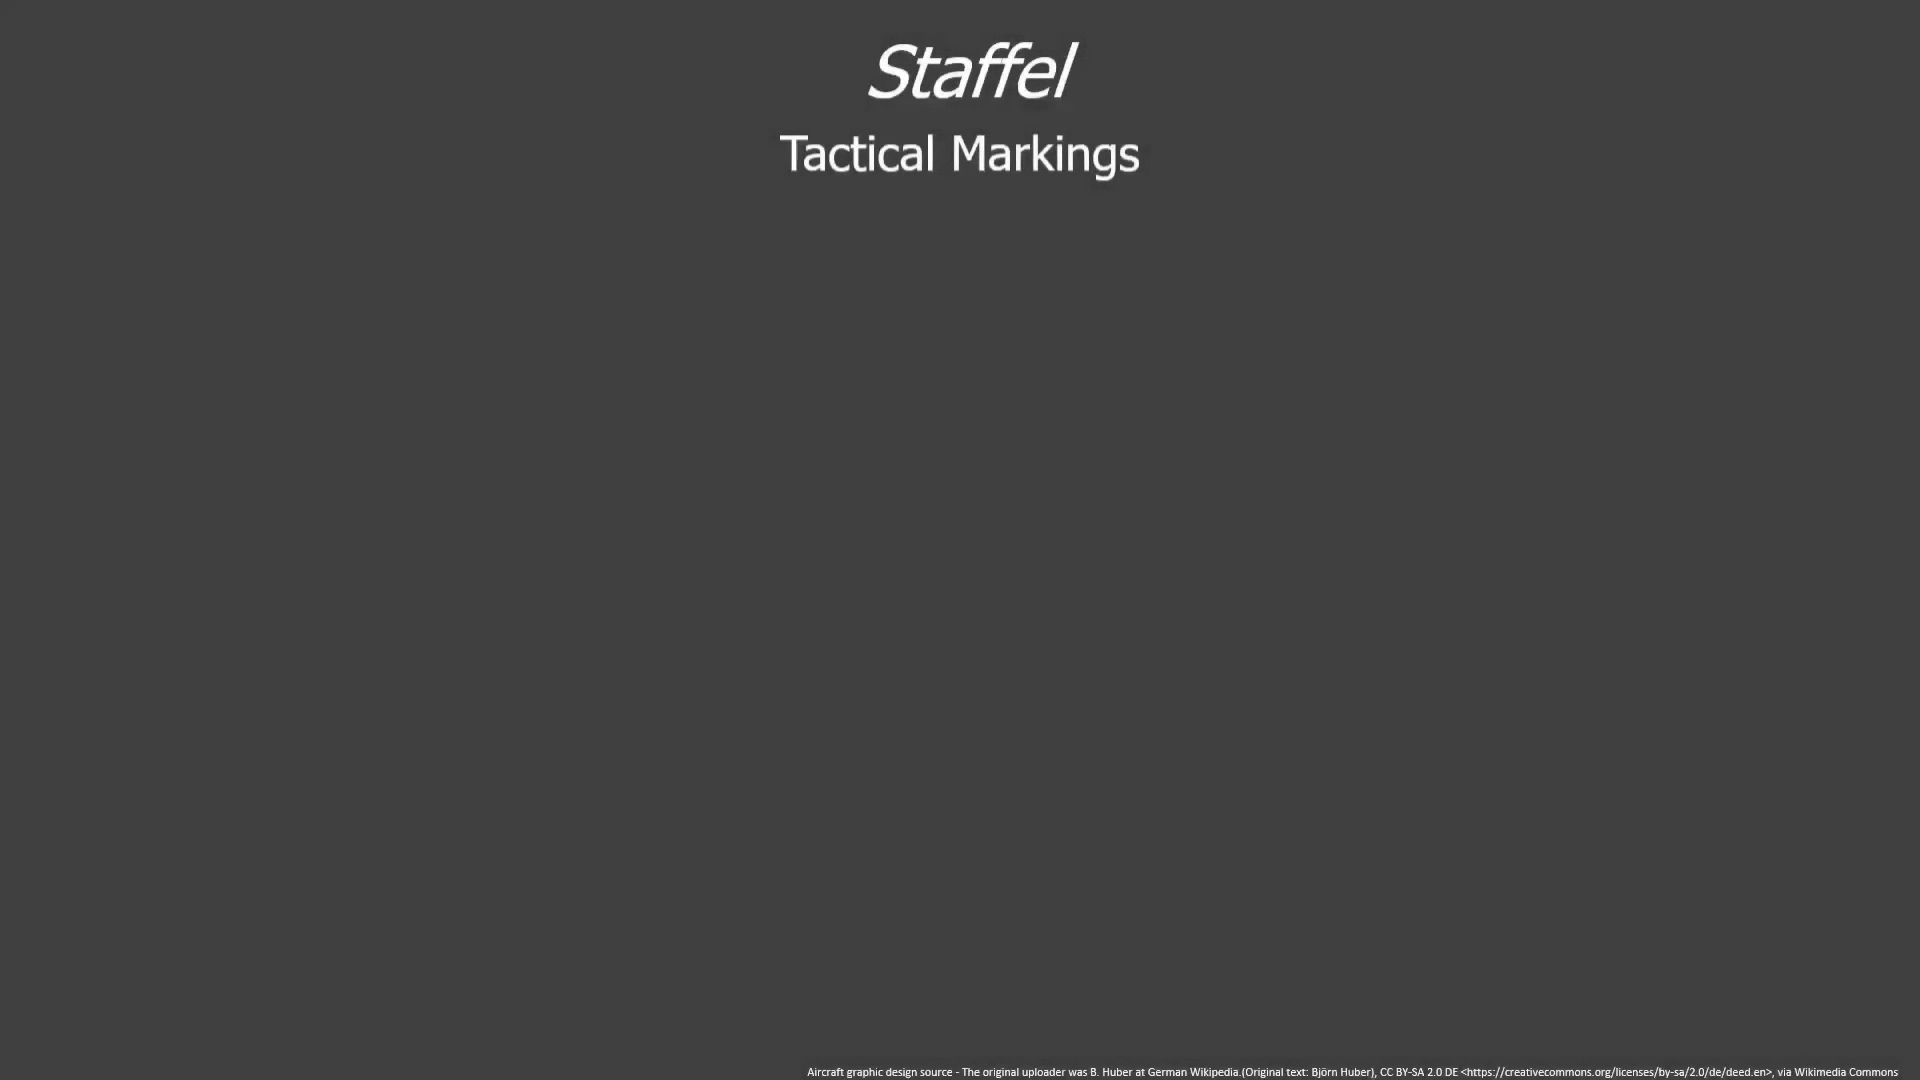 Staffel
Tactical Markings
Aircraft graphic design source - The original uploader was B. Huber at German Wikipedia.(Original text: Björn Huber), CC BY-SA 2.0 DE <https://creativecommons.org/licenses/by-sa/2.0/de/deed.en>, via Wikimedia Commons